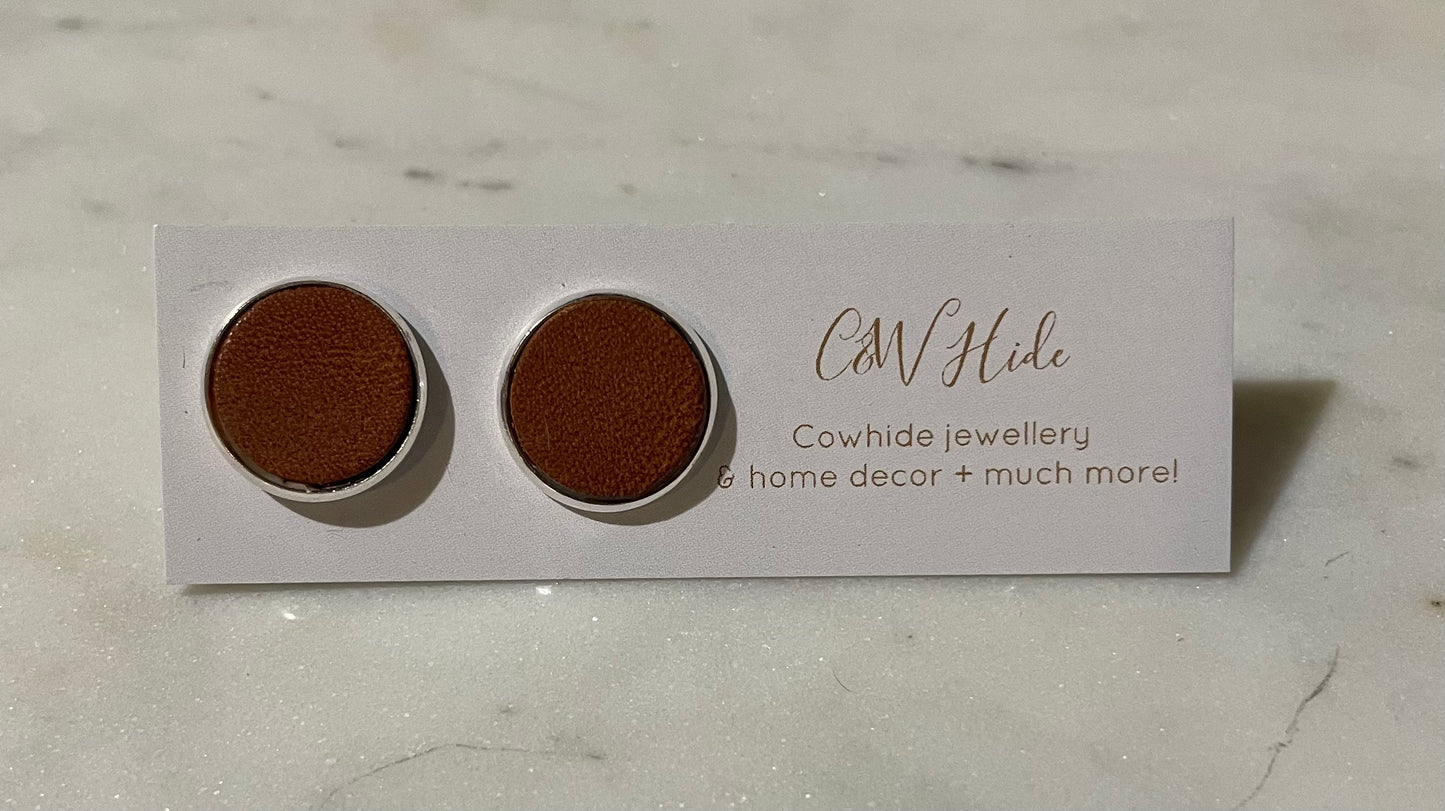 C&W Hide
Cowhide jewellery
& home decor + much more!